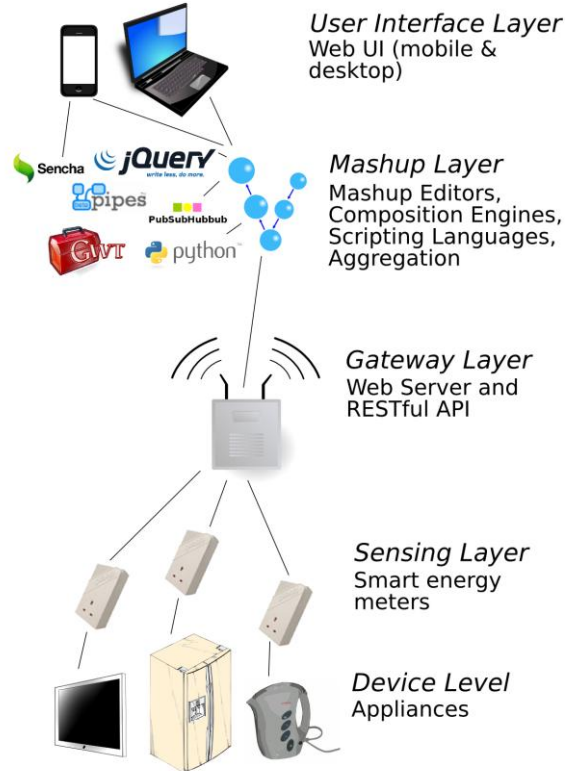 User Interface Layer
Web UI (mobile &
desktop)
Sencha
jQuery
write less, do more.
pipes
PubSubHubbub
GWT
python
Mashup Layer
Mashup Editors,
Composition Engines,
Scripting Languages,
Aggregation
Gateway Layer
Web Server and
RESTful API
Sensing Layer
Smart energy
meters
Device Level
Appliances